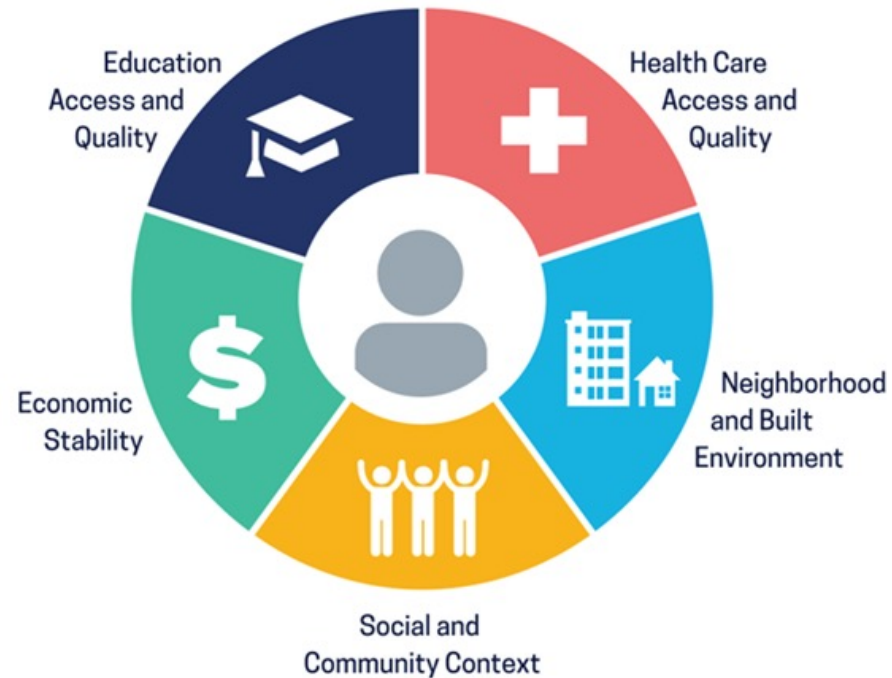 Education
Access and
Quality
Health Care
Access and
Quality
$
Economic
Stability
Neighborhood
and Built
Environment
Social and
Community Context